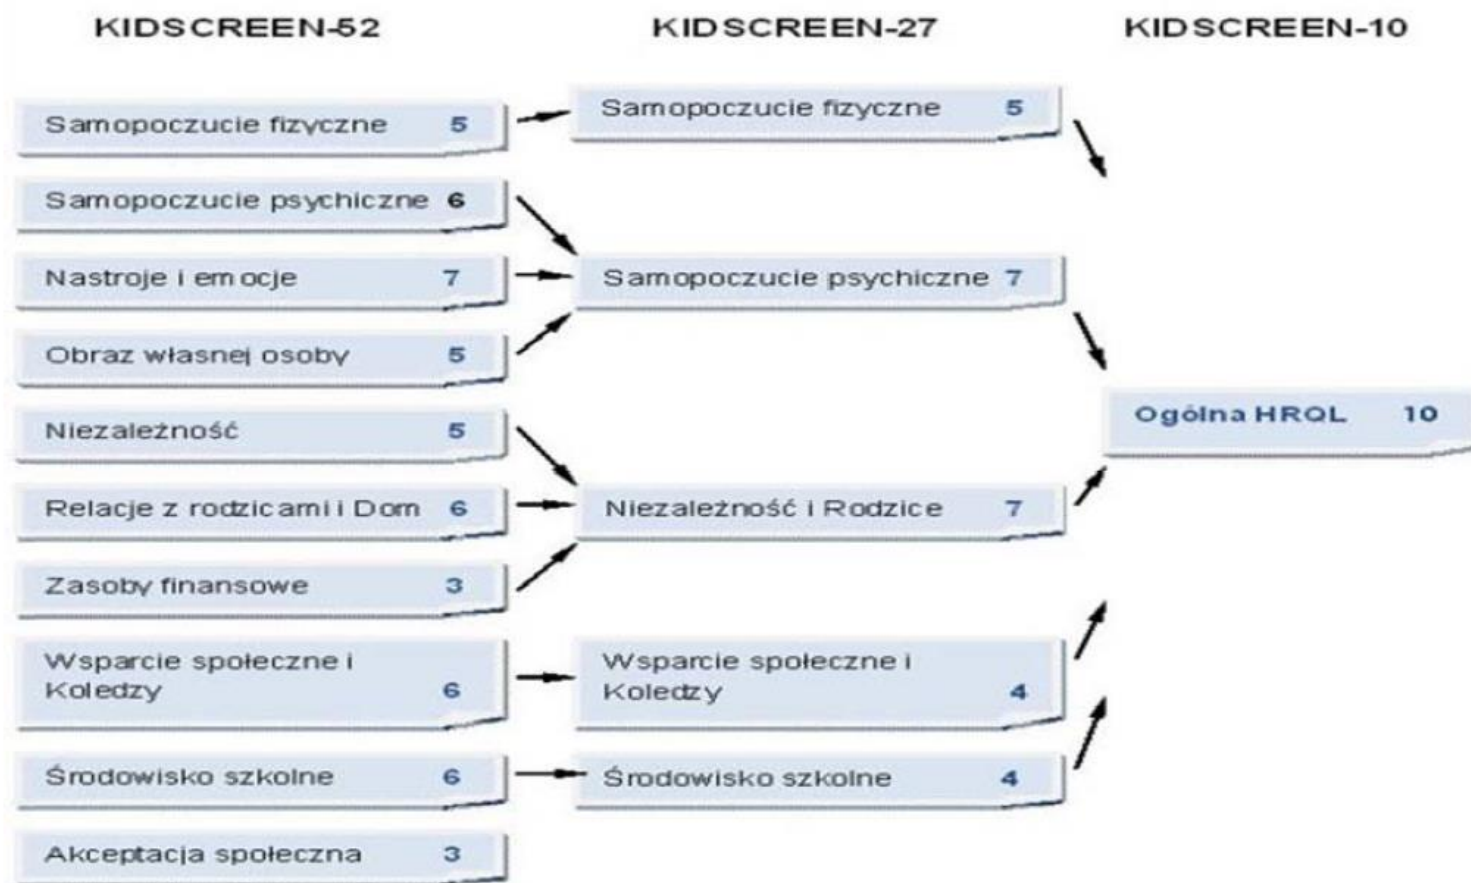 KIDSCREEN-52 KIDSCREEN-27 KIDSCREEN-10
Samopoczucie fizyczne 5
Samopoczucie psychiczne 6
Nastroje i emocje 7
Obraz własnej osoby 5
Niezależność 5
Relacje z rodzicami i Dom 6
Zasoby finansowe 3
Wsparcie społeczne i
Koledzy 6
Środowisko szkolne 6
Akceptacja społeczna 3
Samopoczucie fizyczne 5
Samopoczucie psychiczne 7
Niezależność i Rodzice 7
Wsparcie społeczne i
Koledzy 4
Środowisko szkolne 4
Ogólna HRQL 10